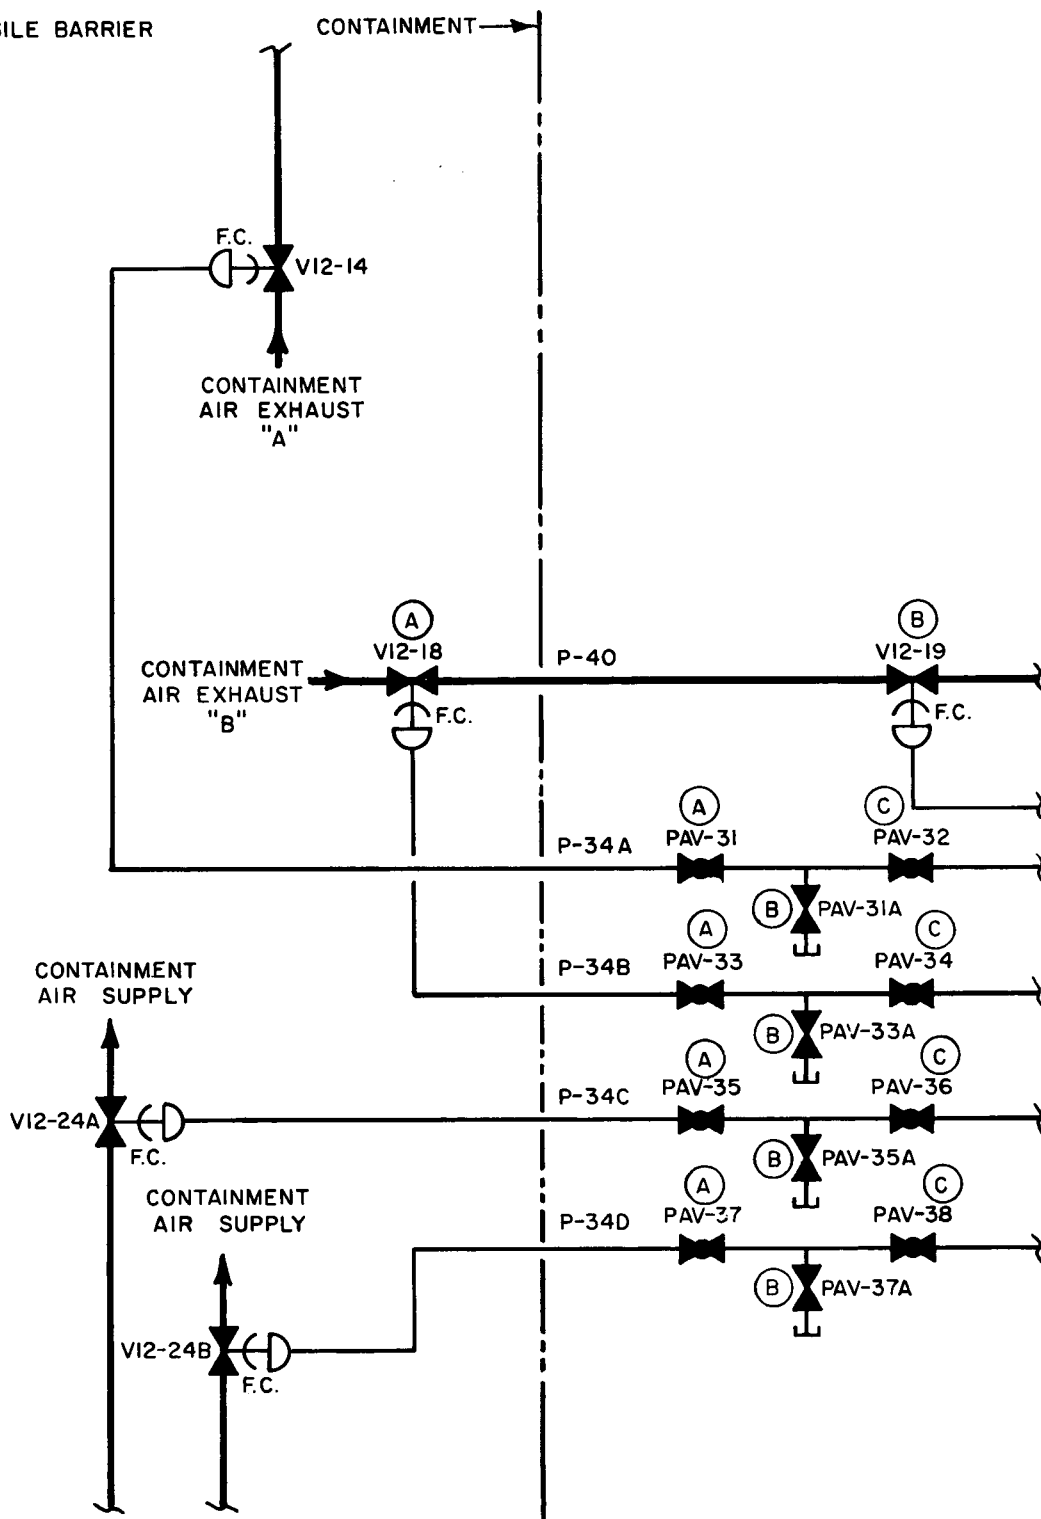 SILE BARRIER
CONTAINMENT
F.C.
V12-14
CONTAINMENT
AIR EXHAUST
"A"
A
V12-18
B
V12-19
P-40
CONTAINMENT
AIR EXHAUST
"B"
F.C.
F.C.
A
PAV-31
C
PAV-32
P-34A
B
PAV-31A
A
PAV-33
C
PAV-34
P-34B
CONTAINMENT
AIR SUPPLY
B
PAV-33A
A
PAV-35
C
PAV-36
P-34C
V12-24A
F.C.
B
PAV-35A
CONTAINMENT
AIR SUPPLY
A
PAV-37
C
PAV-38
P-34D
B
PAV-37A
V12-24B
F.C.